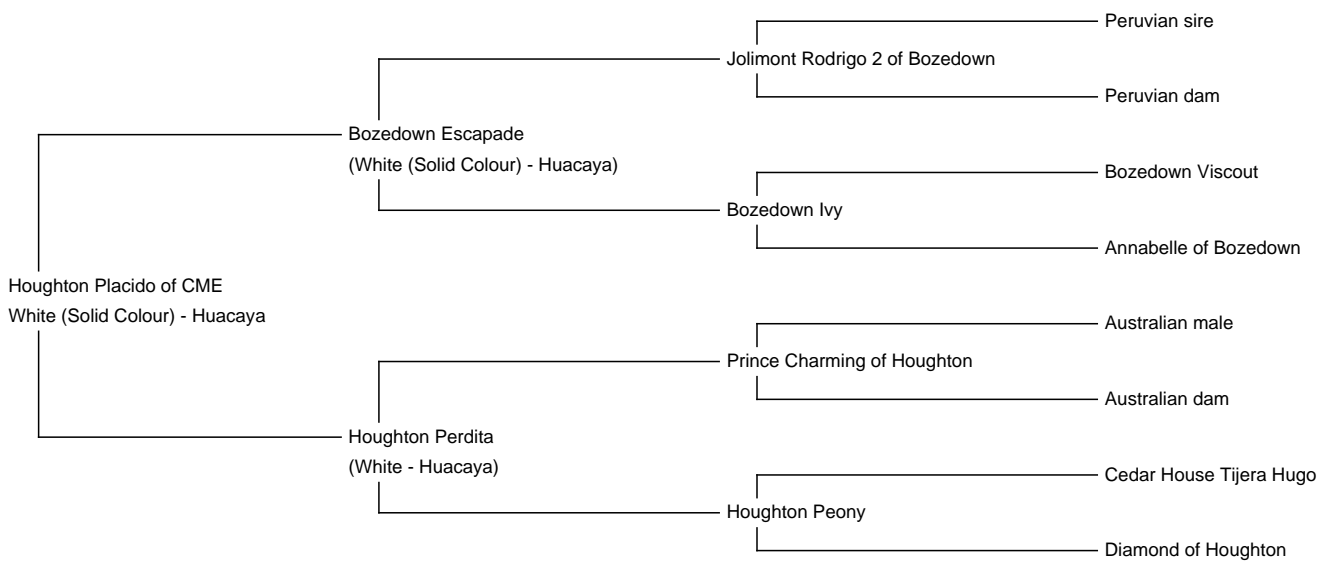 Peruvian sire
Jolimont Rodrigo 2 of Bozedown
Peruvian dam
Bozedown Escapade
(White (Solid Colour) - Huacaya)
Bozedown Viscout
Bozedown Ivy
Annabelle of Bozedown
Houghton Placido of CME
White (Solid Colour) - Huacaya
Australian male
Prince Charming of Houghton
Australian dam
Houghton Perdita
(White - Huacaya)
Cedar House Tijera Hugo
Houghton Peony
Diamond of Houghton